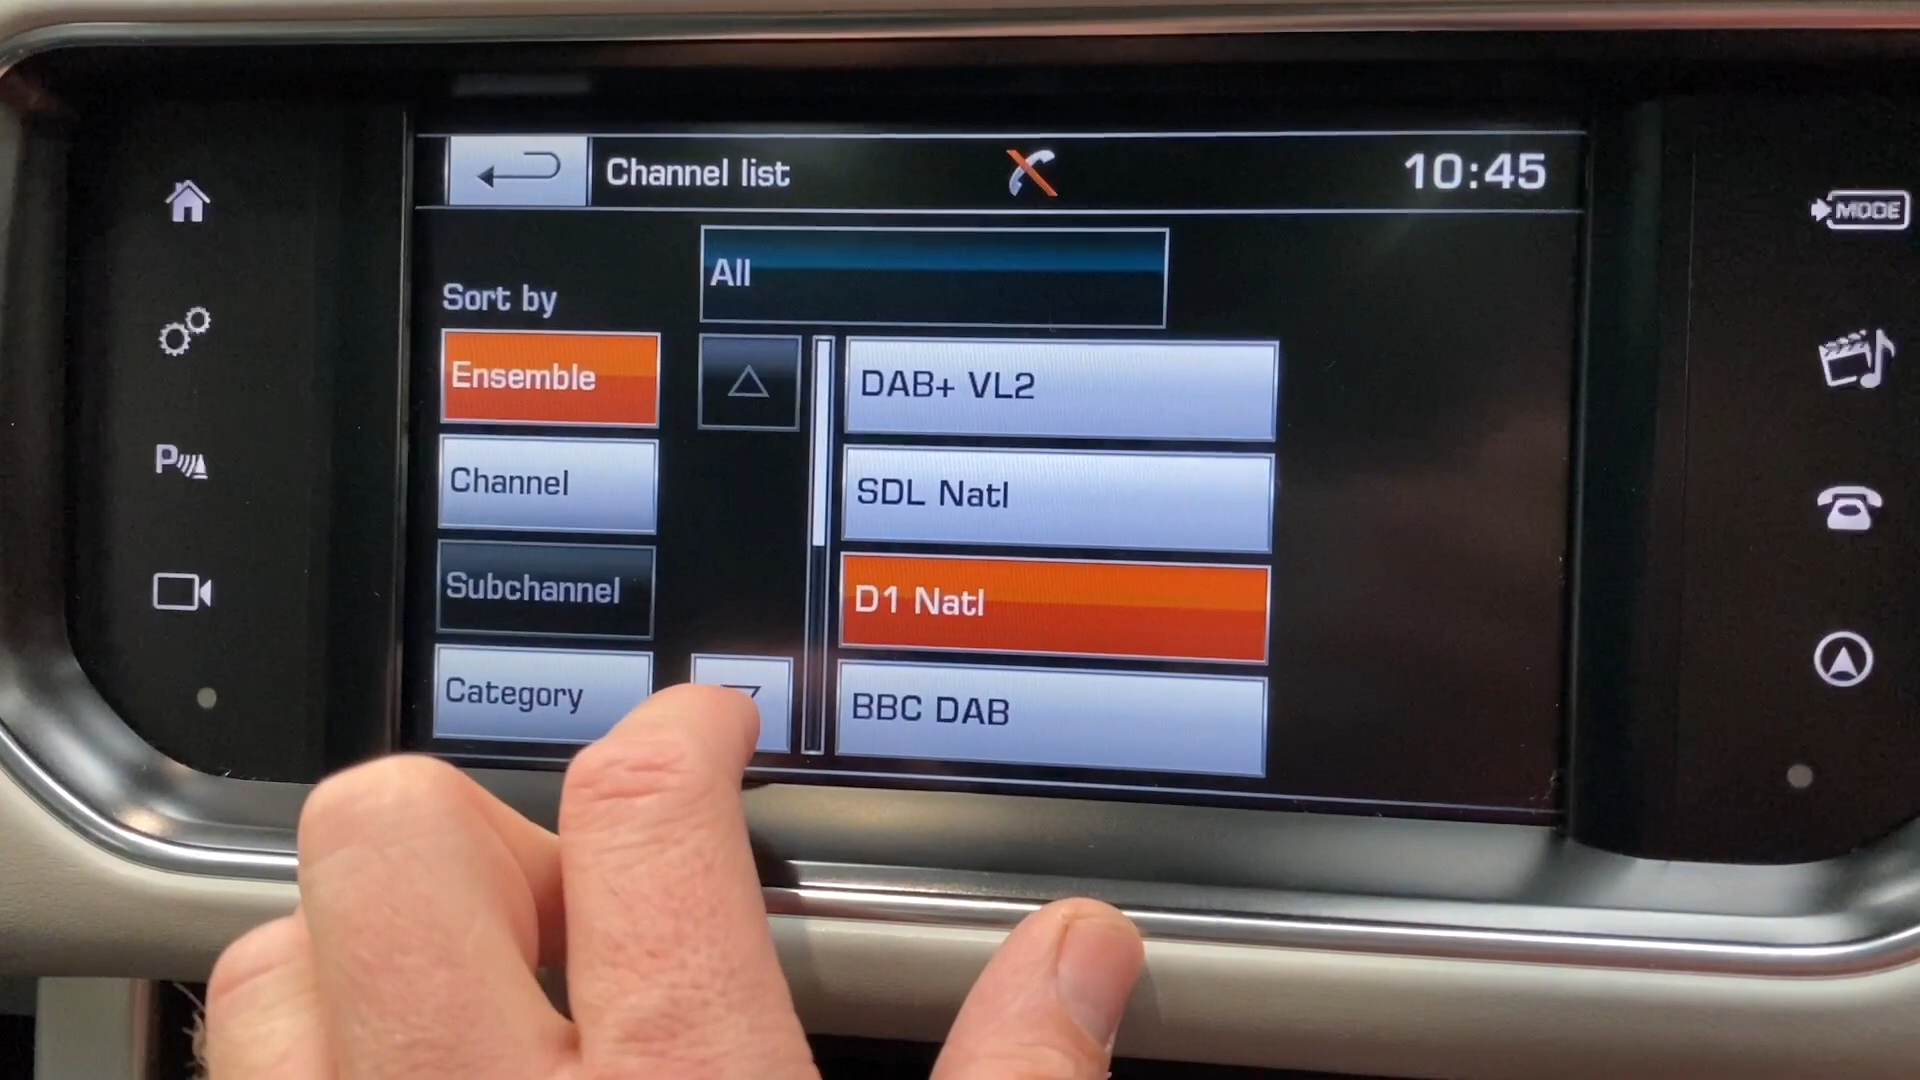 Channel list
10:45
MODE
All
Sort by
Ensemble
Channel
Subchannel
Category
DAB+ VL2
SDL Natl
D1 Natl
BBC DAB
P